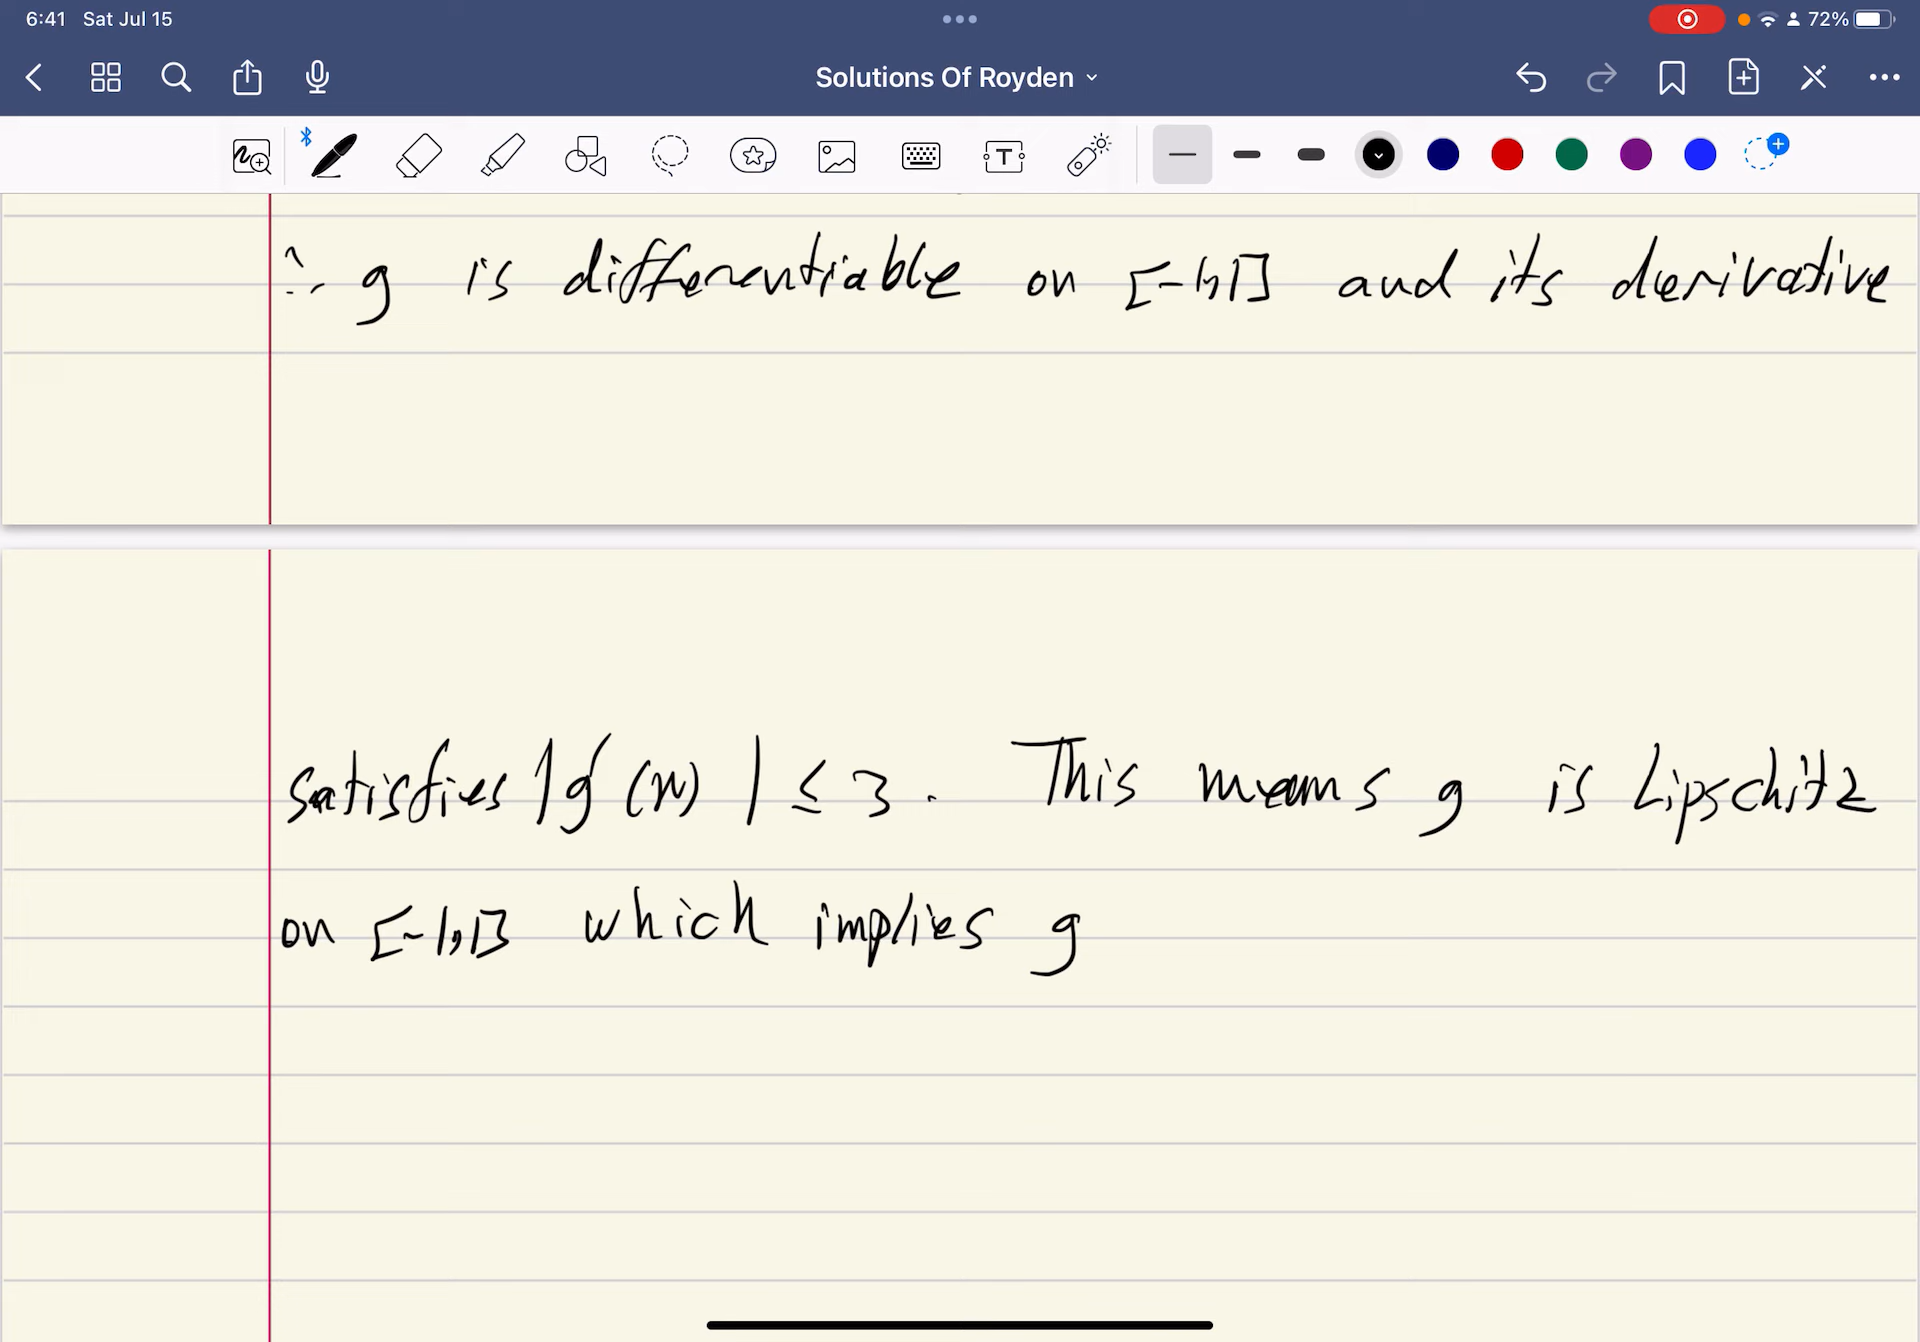 6:41 Sat Jul 15
72%
Solutions Of Royden
∴ g is differentiable on [-1,1] and its derivative
satisfies |g'(x)| ≤ 3. This means g is Lipschitz
on [-1,1] which implies g